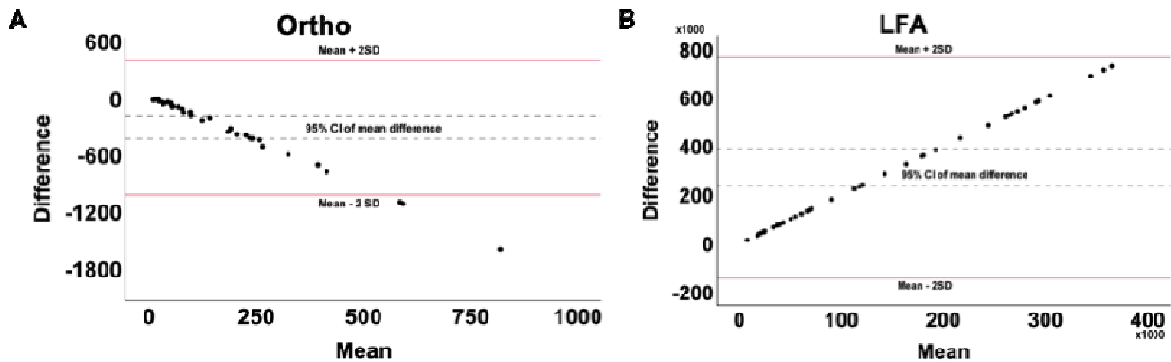 A
Ortho
600
Mean + 2SD
0
95% CI of mean difference
-600
-1200
Mean - 2 SD
-1800
Difference
0 250 500 750 1000
Mean
B
LFA
x1000
800
Mean + 2SD
600
400
95% CI of mean difference
200
0
Mean - 2SD
-200
Difference
0 100 200 300 400
x1000
Mean